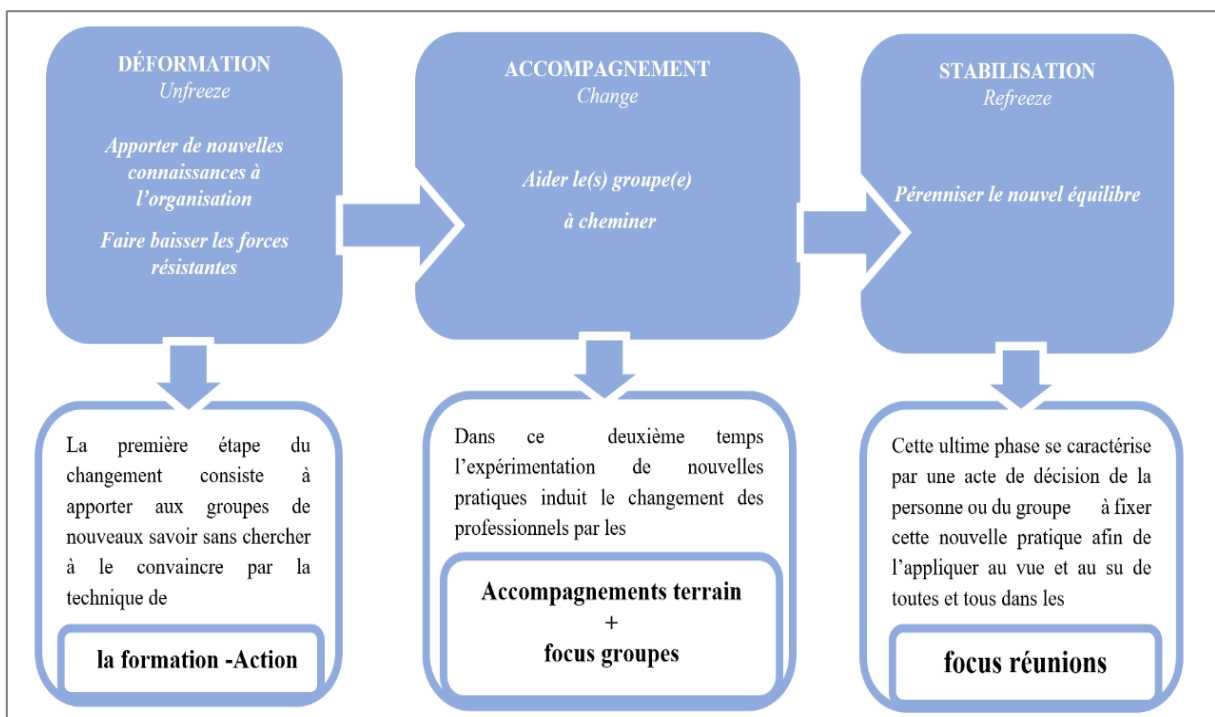 DÉFORMATION
Unfreeze
Apporter de nouvelles
connaissances à
l'organisation
Faire baisser les forces
résistantes
ACCOMPAGNEMENT
Change
Aider le(s) groupe(e)
à cheminer
STABILISATION
Refreeze
Pérenniser le nouvel équilibre
La première étape du
changement consiste à
apporter aux groupes de
nouveaux savoir sans chercher
à le convaincre par la
technique de
la formation -Action
Dans ce deuxième temps
l'expérimentation de nouvelles
pratiques induit le changement des
professionnels par les
Accompagnements terrain
+
focus groupes
Cette ultime phase se caractérise
par une acte de décision de la
personne ou du groupe à fixer
cette nouvelle pratique afin de
l'appliquer au vue et au su de
toutes et tous dans les
focus réunions